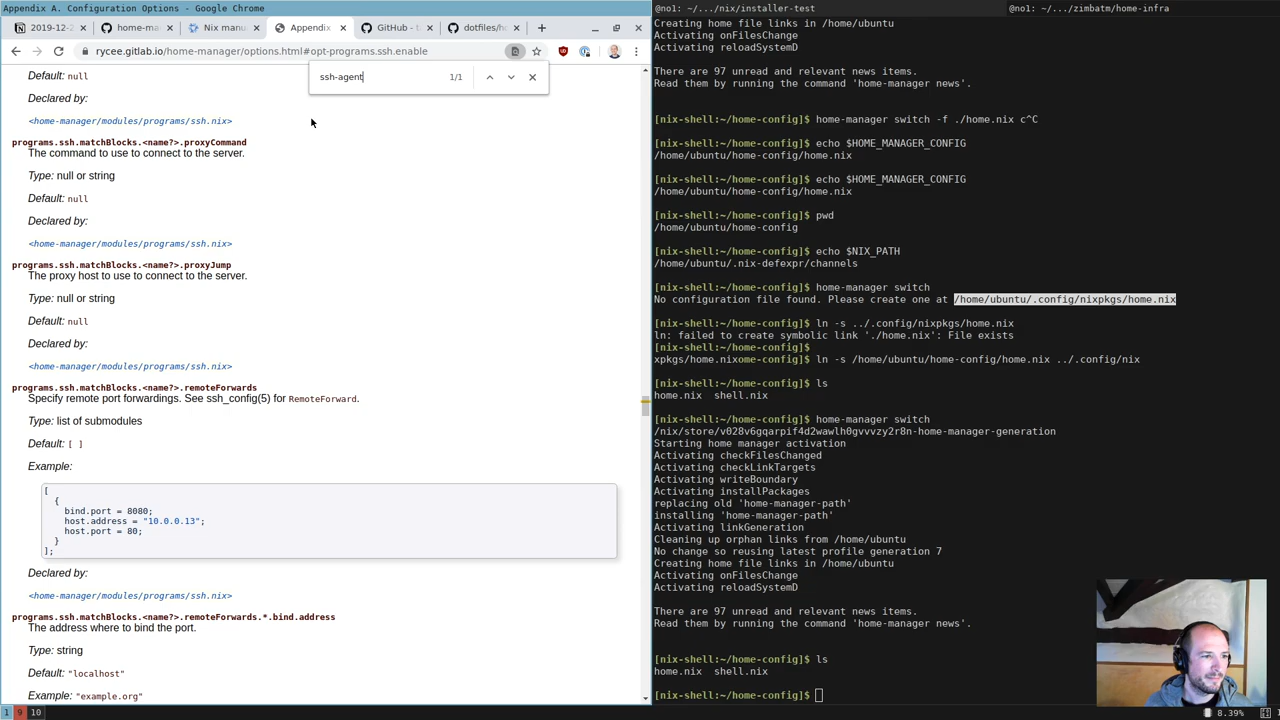 Appendix A. Configuration Options - Google Chrome
2019-12-2
home-ma
Nix manu
Appendix
GitHub - ta
dotfiles/h
rycee.gitlab.io/home-manager/options.html#opt-programs.ssh.enable
ssh-agent
1/1
Default: null
Declared by:
<home-manager/modules/programs/ssh.nix>
programs.ssh.matchBlocks.<name?>.proxyCommand
The command to use to connect to the server.
Type: null or string
Default: null
Declared by:
<home-manager/modules/programs/ssh.nix>
programs.ssh.matchBlocks.<name?>.proxyJump
The proxy host to use to connect to the server.
Type: null or string
Default: null
Declared by:
<home-manager/modules/programs/ssh.nix>
programs.ssh.matchBlocks.<name?>.remoteForwards
Specify remote port forwardings. See ssh_config(5) for RemoteForward.
Type: list of submodules
Default: [ ]
Example:
[
{
bind.port = 8080;
host.address = "10.0.0.13";
host.port = 80;
}
];
Declared by:
<home-manager/modules/programs/ssh.nix>
programs.ssh.matchBlocks.<name?>.remoteForwards.*.bind.address
The address where to bind the port.
Type: string
Default: "localhost"
Example: "example.org"
1 9 10
@no1: ~/.../nix/installer-test
@no1: ~/.../zimbatm/home-infra
Creating home file links in /home/ubuntu
Activating onFilesChange
Activating reloadSystemD
There are 97 unread and relevant news items.
Read them by running the command 'home-manager news'.
[nix-shell:~/home-config]$ home-manager switch -f ./home.nix c^C
[nix-shell:~/home-config]$ echo $HOME_MANAGER_CONFIG
/home/ubuntu/home-config/home.nix
[nix-shell:~/home-config]$ echo $HOME_MANAGER_CONFIG
/home/ubuntu/home-config/home.nix
[nix-shell:~/home-config]$ pwd
/home/ubuntu/home-config
[nix-shell:~/home-config]$ echo $NIX_PATH
/home/ubuntu/.nix-defexpr/channels
[nix-shell:~/home-config]$ home-manager switch
No configuration file found. Please create one at /home/ubuntu/.config/nixpkgs/home.nix
[nix-shell:~/home-config]$ ln -s ../.config/nixpkgs/home.nix
ln: failed to create symbolic link './home.nix': File exists
[nix-shell:~/home-config]$
xpkgs/home.nixome-config]$ ln -s /home/ubuntu/home-config/home.nix ../.config/nix
[nix-shell:~/home-config]$ ls
home.nix  shell.nix
[nix-shell:~/home-config]$ home-manager switch
/nix/store/v028v6gqarpif4d2wawlh0gvvvzy2r8n-home-manager-generation
Starting home manager activation
Activating checkFilesChanged
Activating checkLinkTargets
Activating writeBoundary
Activating installPackages
replacing old 'home-manager-path'
installing 'home-manager-path'
Activating linkGeneration
Cleaning up orphan links from /home/ubuntu
No change so reusing latest profile generation 7
Creating home file links in /home/ubuntu
Activating onFilesChange
Activating reloadSystemD
There are 97 unread and relevant news items.
Read them by running the command 'home-manager news'.
[nix-shell:~/home-config]$ ls
home.nix  shell.nix
[nix-shell:~/home-config]$
8.39%